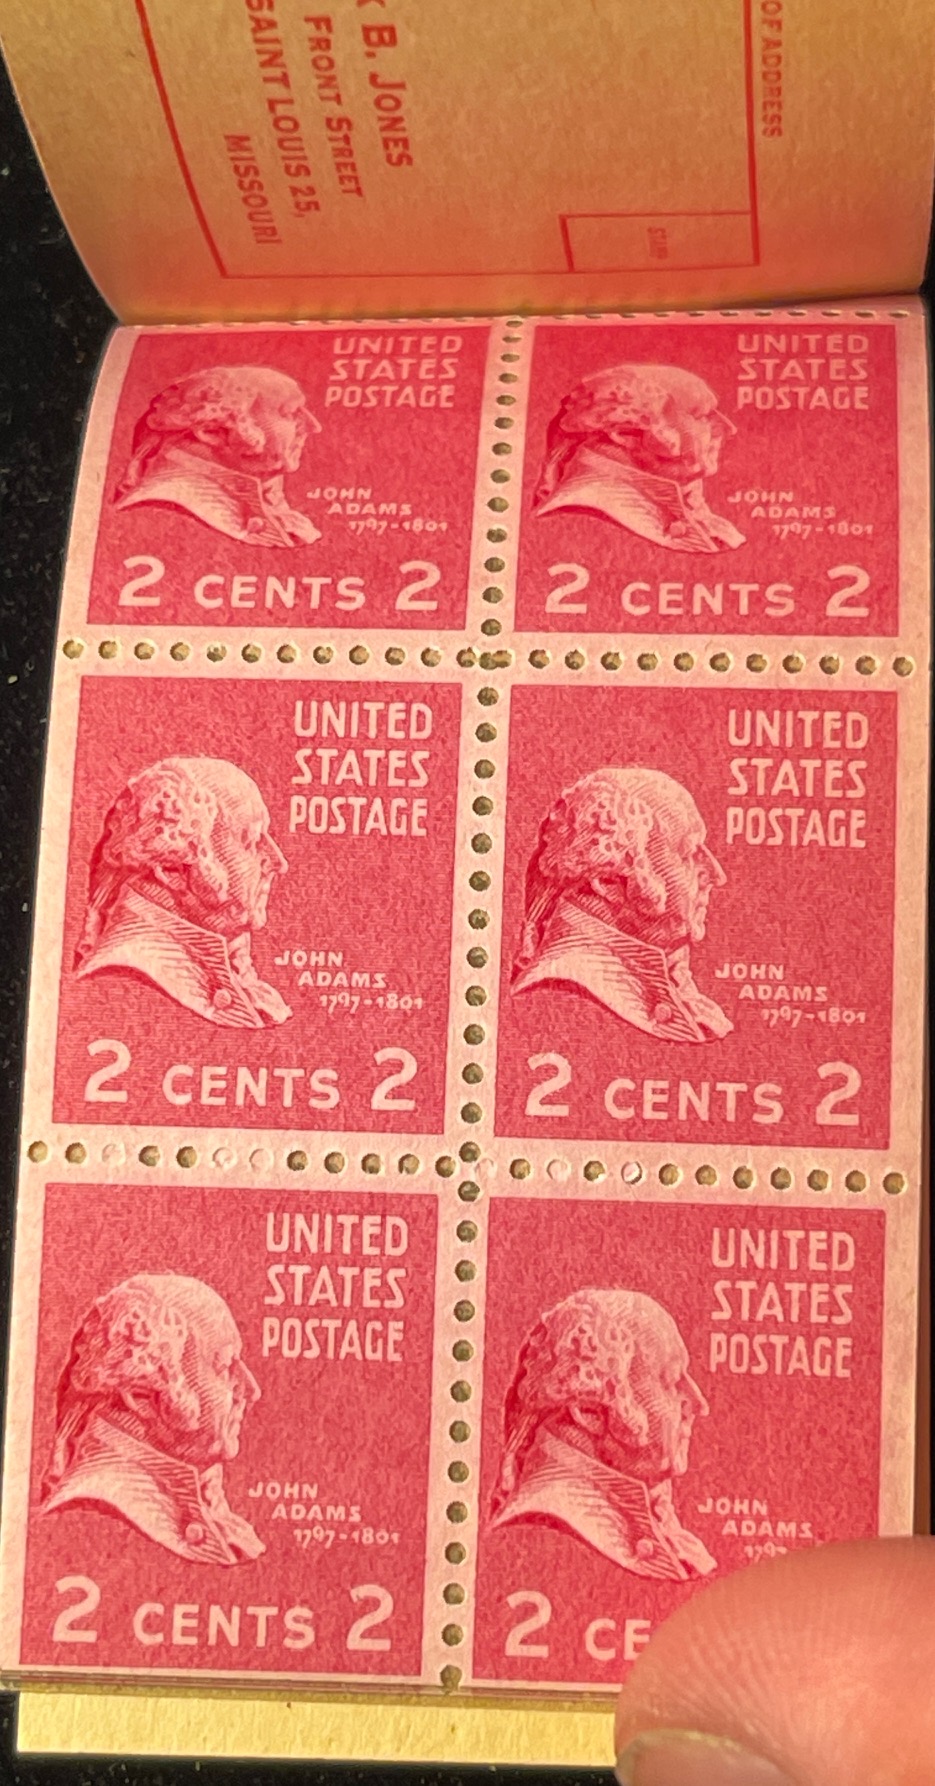 OF ADDRESS
STAMP
B. JONES
FRONT STREET
SAINT LOUIS 25,
MISSOURI
UNITED
STATES
POSTAGE
JOHN
ADAMS
1797-1801
2 CENTS 2
UNITED
STATES
POSTAGE
JOHN
ADAMS
1797-1801
2 CENTS 2
UNITED
STATES
POSTAGE
JOHN
ADAMS
1797-1801
2 CENTS 2
UNITED
STATES
POSTAGE
JOHN
ADAMS
1797-1801
2 CENTS 2
UNITED
STATES
POSTAGE
JOHN
ADAMS
1797-1801
2 CENTS 2
UNITED
STATES
POSTAGE
JOHN
ADAMS
179
2 CE